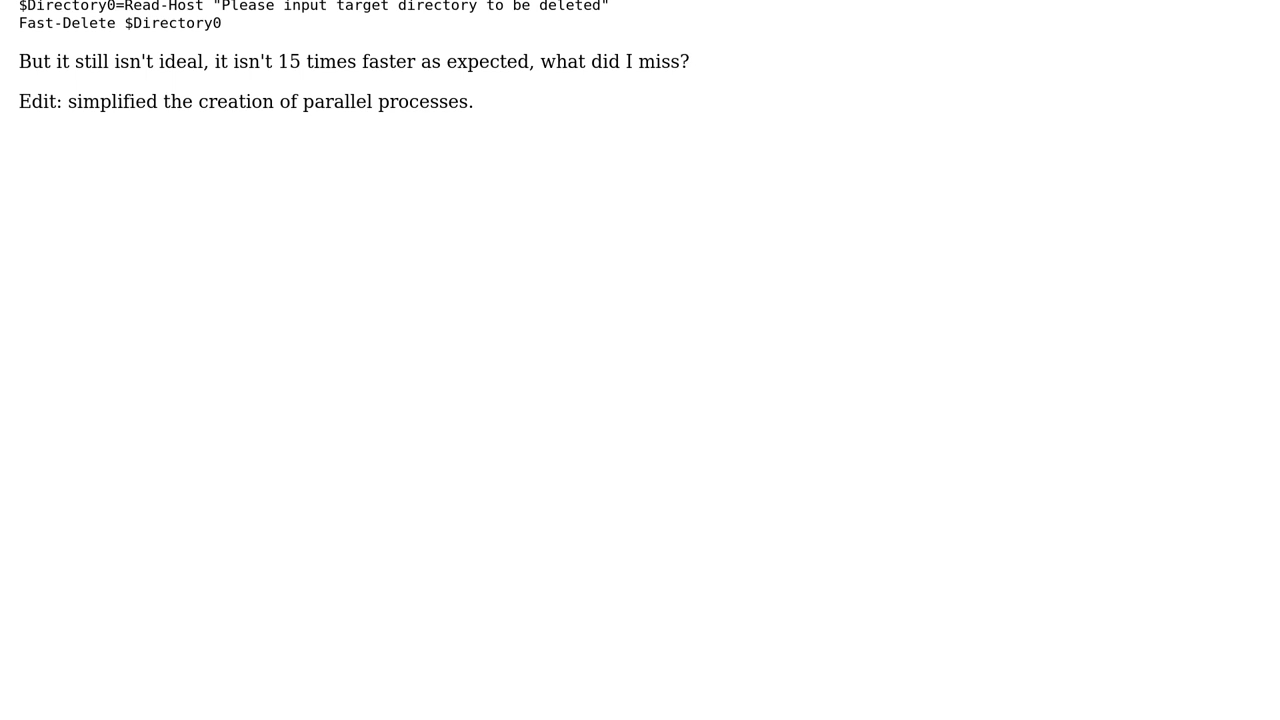 $Directory0=Read-Host "Please input target directory to be deleted"
Fast-Delete $Directory0
But it still isn't ideal, it isn't 15 times faster as expected, what did I miss?
Edit: simplified the creation of parallel processes.